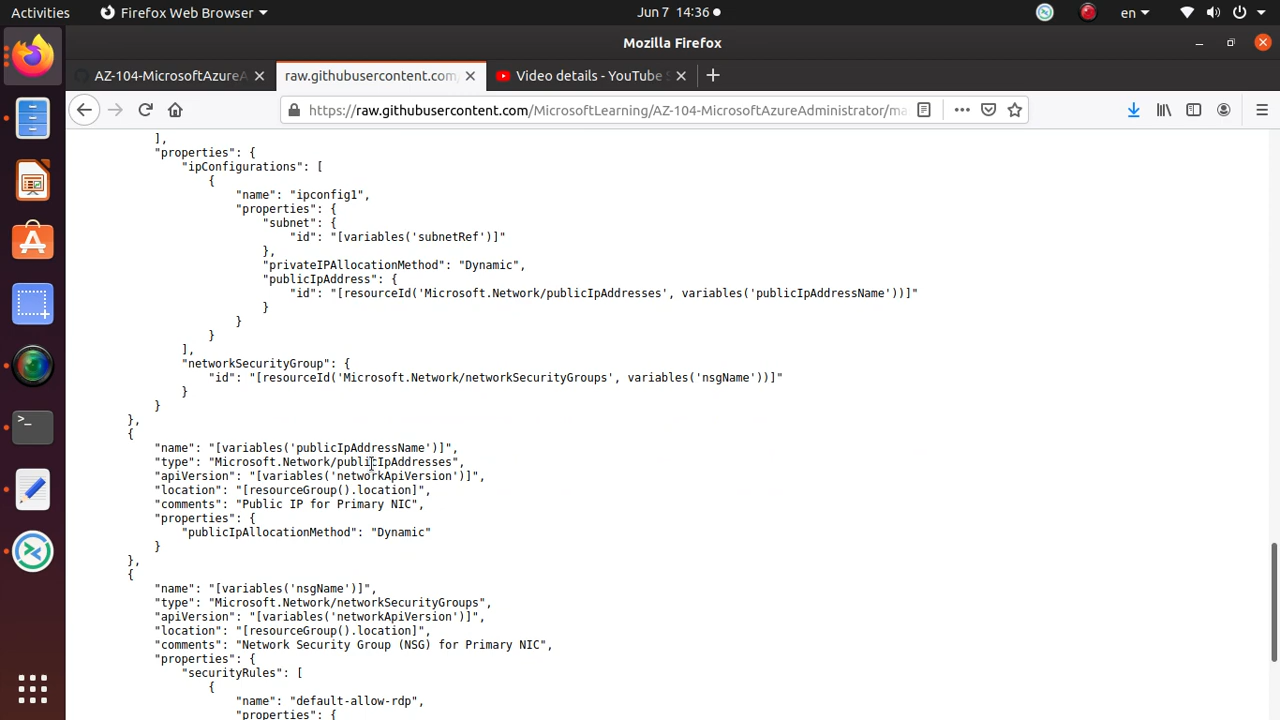 Activities
Firefox Web Browser
Jun 7 14:36
en
Mozilla Firefox
AZ-104-MicrosoftAzureA
raw.githubusercontent.com
Video details - YouTube S
https://raw.githubusercontent.com/MicrosoftLearning/AZ-104-MicrosoftAzureAdministrator/ma
],
"properties": {
"ipConfigurations": [
{
"name": "ipconfig1",
"properties": {
"subnet": {
"id": "[variables('subnetRef')]"
},
"privateIPAllocationMethod": "Dynamic",
"publicIpAddress": {
"id": "[resourceId('Microsoft.Network/publicIpAddresses', variables('publicIpAddressName'))]"
}
}
}
],
"networkSecurityGroup": {
"id": "[resourceId('Microsoft.Network/networkSecurityGroups', variables('nsgName'))]"
}
}
},
{
"name": "[variables('publicIpAddressName')]",
"type": "Microsoft.Network/publicIpAddresses",
"apiVersion": "[variables('networkApiVersion')]",
"location": "[resourceGroup().location]",
"comments": "Public IP for Primary NIC",
"properties": {
"publicIpAllocationMethod": "Dynamic"
}
},
{
"name": "[variables('nsgName')]",
"type": "Microsoft.Network/networkSecurityGroups",
"apiVersion": "[variables('networkApiVersion')]",
"location": "[resourceGroup().location]",
"comments": "Network Security Group (NSG) for Primary NIC",
"properties": {
"securityRules": [
{
"name": "default-allow-rdp",
"properties": {